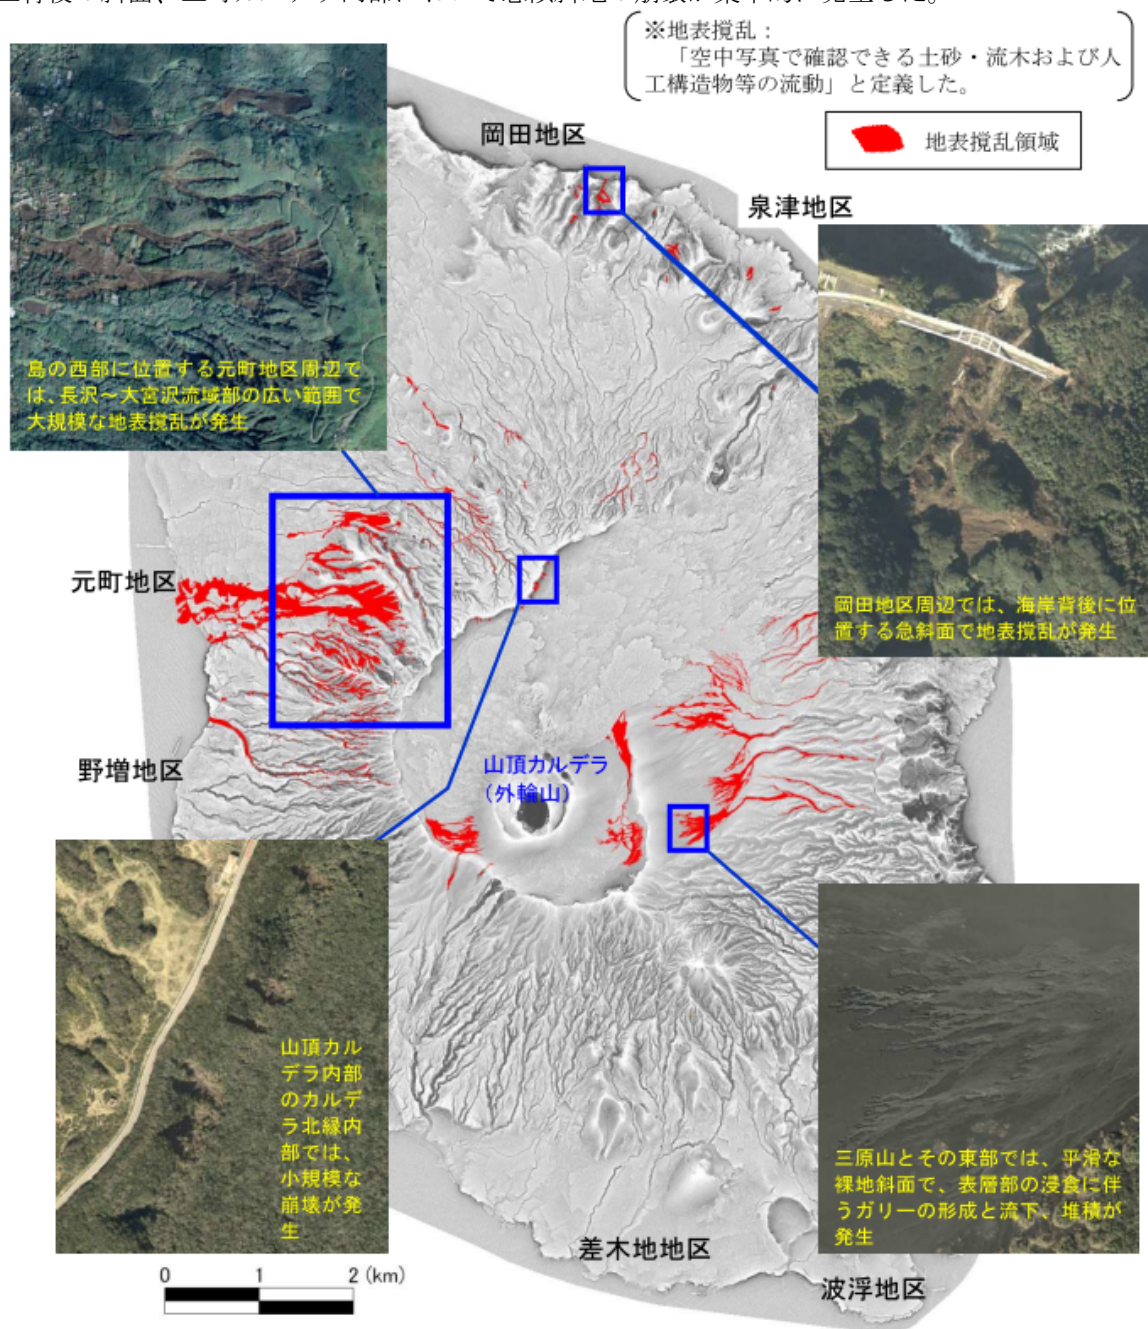 ※地表撹乱：
「空中写真で確認できる土砂・流木および人
工構造物等の流動」と定義した。
地表撹乱領域
岡田地区
泉津地区
島の西部に位置する元町地区周辺で
は、長沢～大宮沢流域部の広い範囲で
大規模な地表撹乱が発生
岡田地区周辺では、海岸背後に位
置する急斜面で地表撹乱が発生
元町地区
野増地区
山頂カルデラ
（外輪山）
山頂カル
デラ内部
のカルデ
ラ北縁内
部では、
小規模な
崩壊が発
生
三原山とその東部では、平滑な
裸地斜面で、表層部の浸食に伴
うガリーの形成と流下、堆積が
発生
差木地地区
波浮地区
0 1 2 (km)